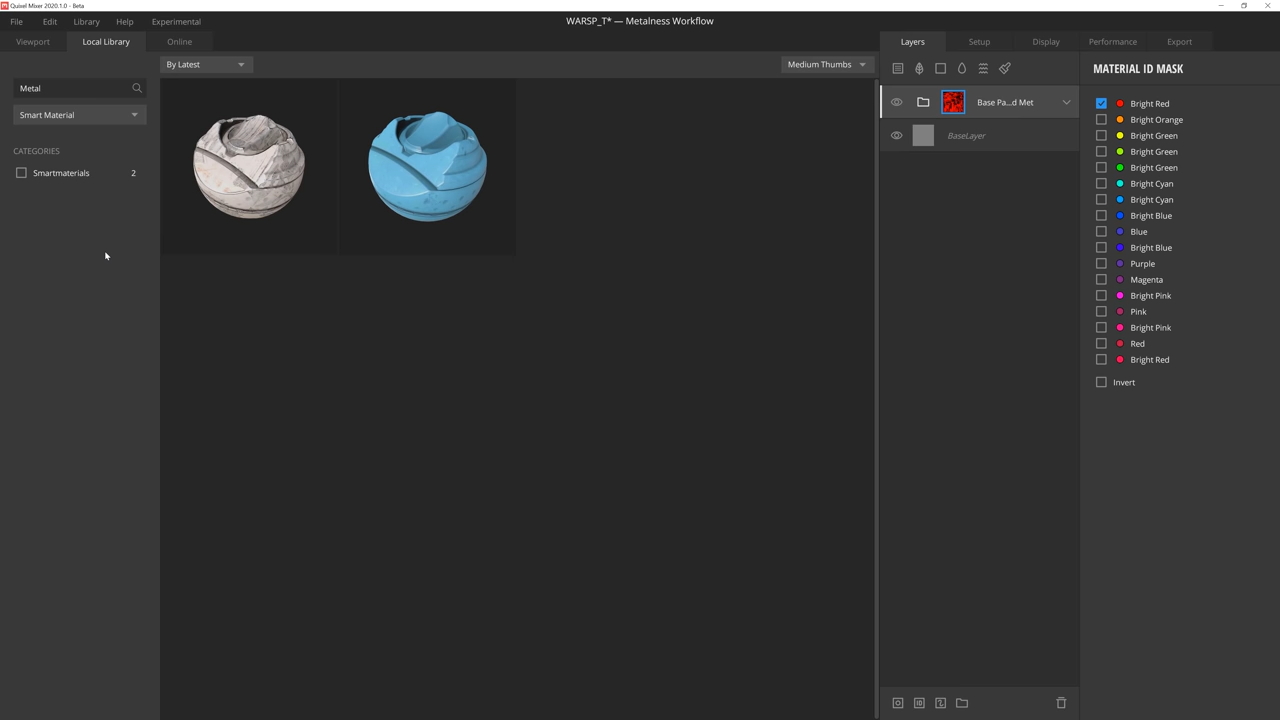 Quixel Mixer 2020.1.0 - Beta
File Edit Library Help Experimental
WARSP_T* — Metalness Workflow
Viewport Local Library Online
Layers Setup Display Performance Export
By Latest
Medium Thumbs
MATERIAL ID MASK
Metal
Smart Material
CATEGORIES
Smartmaterials 2
Base Pa...d Met
BaseLayer
Bright Red
Bright Orange
Bright Green
Bright Green
Bright Green
Bright Cyan
Bright Cyan
Bright Blue
Blue
Bright Blue
Purple
Magenta
Bright Pink
Pink
Bright Pink
Red
Bright Red
Invert